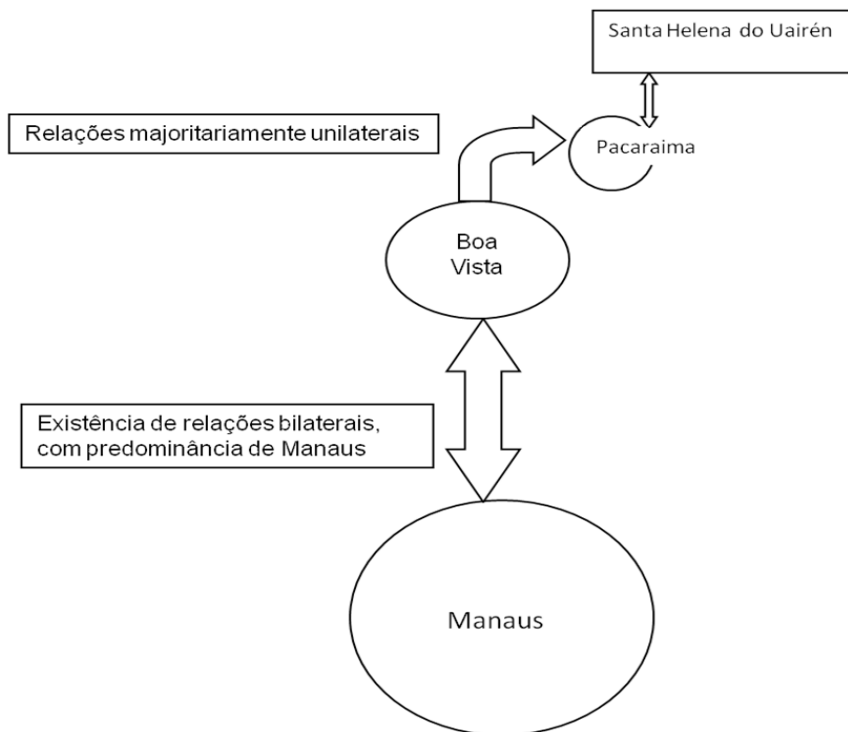 Santa Helena do Uairén
Relações majoritariamente unilaterais
Pacaraima
Boa
Vista
Existência de relações bilaterais,
com predominância de Manaus
Manaus